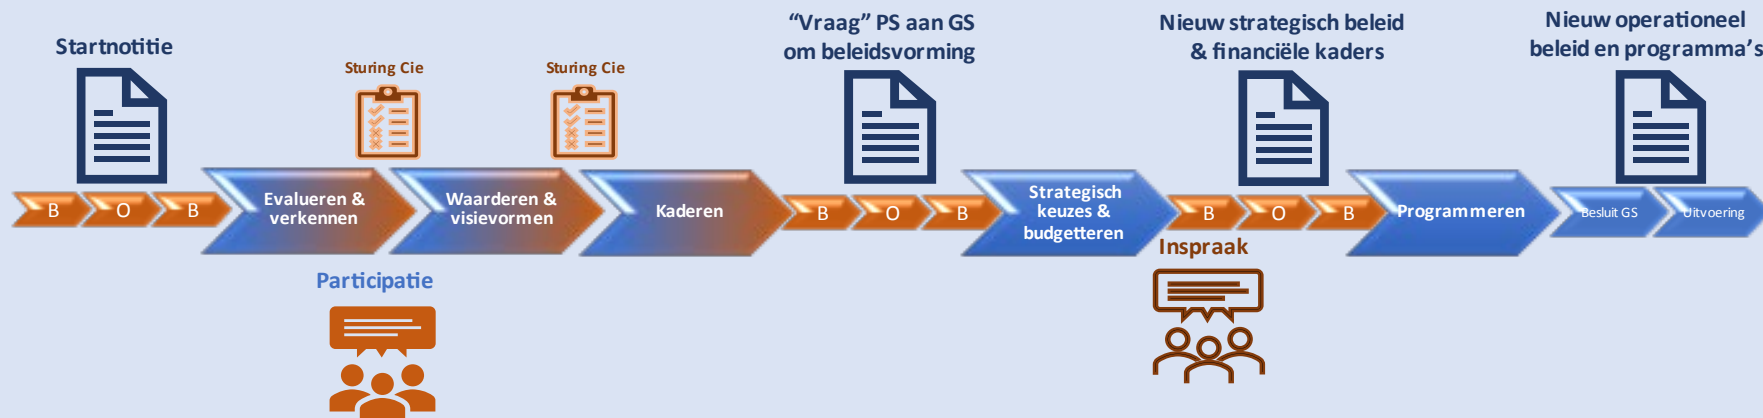 Startnotitie
Sturing Cie
Sturing Cie
“Vraag” PS aan GS
om beleidsvorming
Nieuw strategisch beleid
& financiële kaders
Nieuw operationeel
beleid en programma’s
B
O
B
Evalueren &
verkennen
Waarderen &
visievormen
Kaderen
B
O
B
Strategisch
keuzes &
budgetteren
B
O
B
Programmeren
Besluit GS
Uitvoering
Participatie
Inspraak